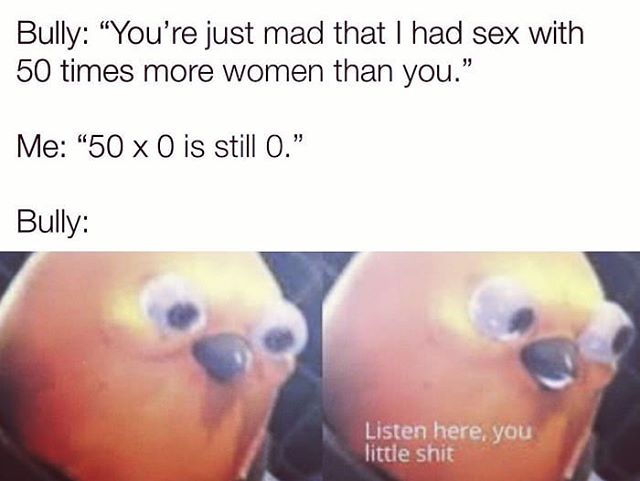 Bully: “You’re just mad that I had sex with
50 times more women than you.”
Me: “50 x 0 is still 0.”
Bully:
Listen here, you
little shit